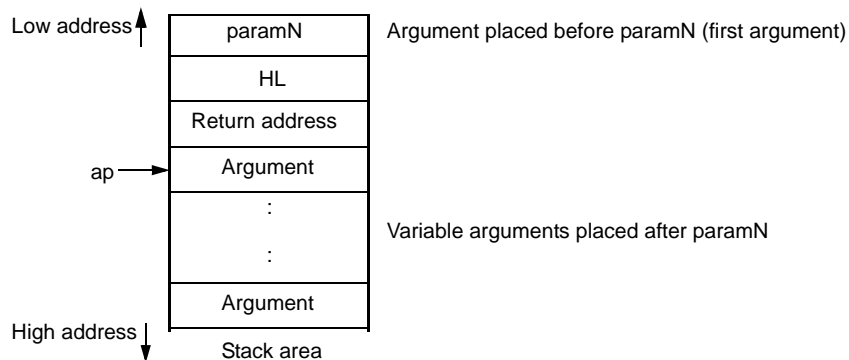 Low address
paramN
Argument placed before paramN (first argument)
HL
Return address
ap
Argument
:
Variable arguments placed after paramN
:
Argument
High address
Stack area